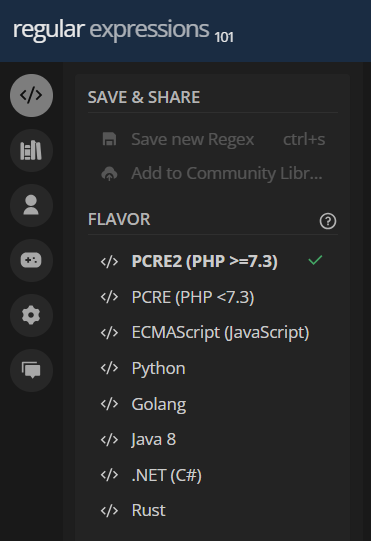 regular expressions 101
SAVE & SHARE
Save new Regex ctrl+s
Add to Community Libr...
FLAVOR
PCRE2 (PHP >=7.3)
PCRE (PHP <7.3)
ECMAScript (JavaScript)
Python
Golang
Java 8
.NET (C#)
Rust